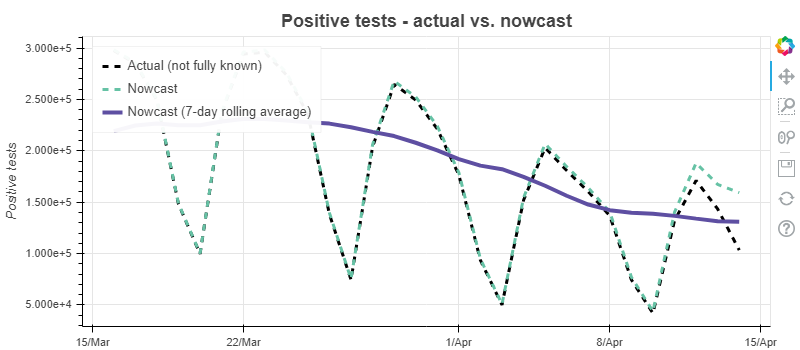 Positive tests - actual vs. nowcast
3.000e+5
2.500e+5
2.000e+5
1.500e+5
1.000e+5
5.000e+4
Positive tests
Actual (not fully known)
Nowcast
Nowcast (7-day rolling average)
15/Mar
22/Mar
1/Apr
8/Apr
15/Apr